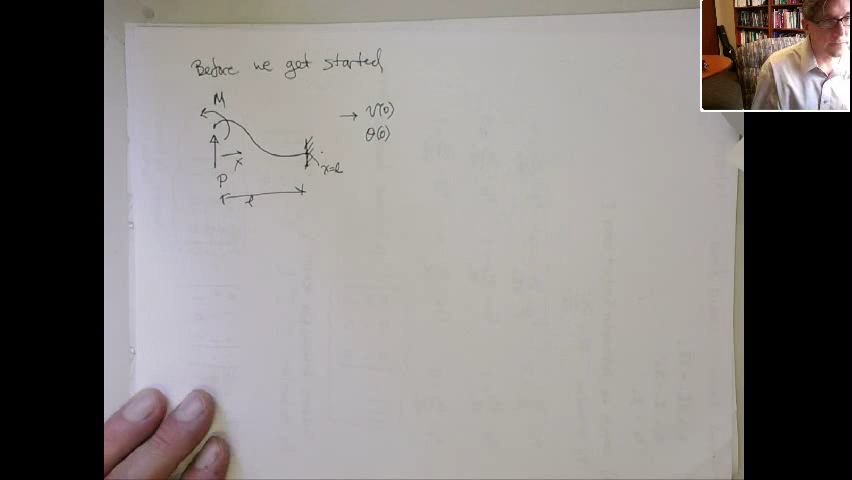 Before we get started
M
→ v(0)
θ(0)
x
x=l
P
l